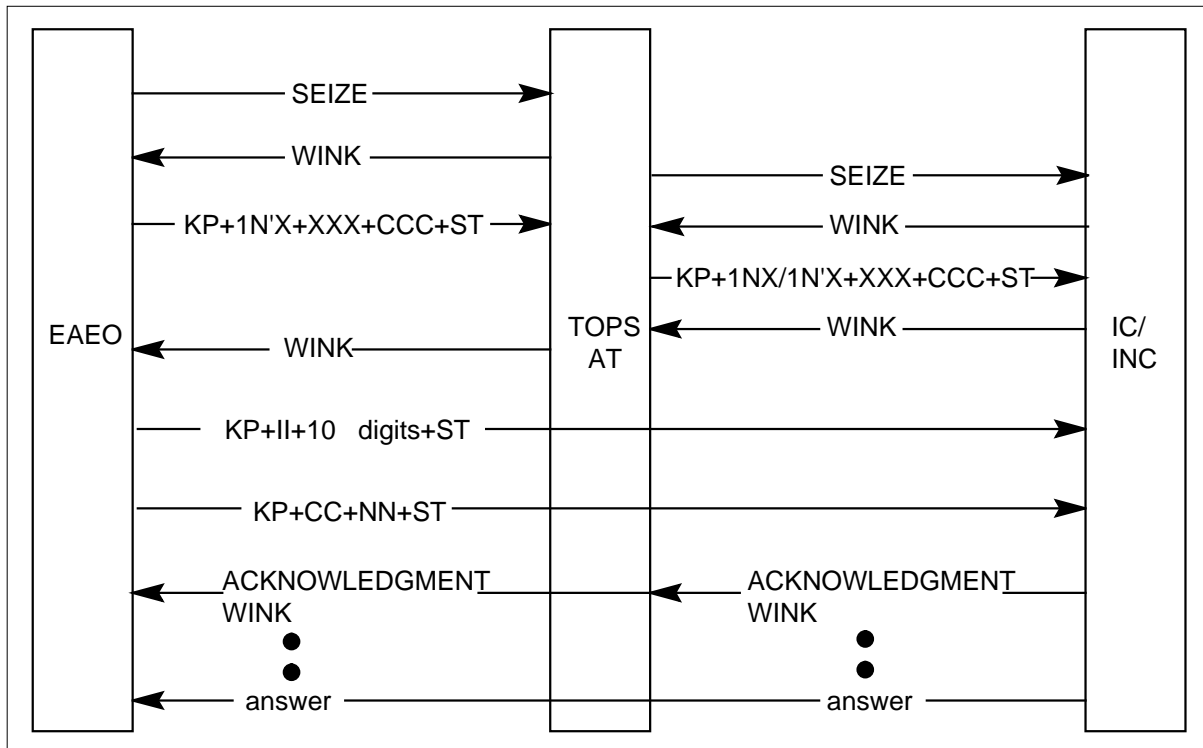 SEIZE
WINK
SEIZE
KP+1N'X+XXX+CCC+ST
WINK
KP+1NX/1N'X+XXX+CCC+ST
EAEO
WINK
TOPS
AT
WINK
IC/
INC
KP+II+10 digits+ST
KP+CC+NN+ST
ACKNOWLEDGMENT
WINK
ACKNOWLEDGMENT
WINK
answer
answer